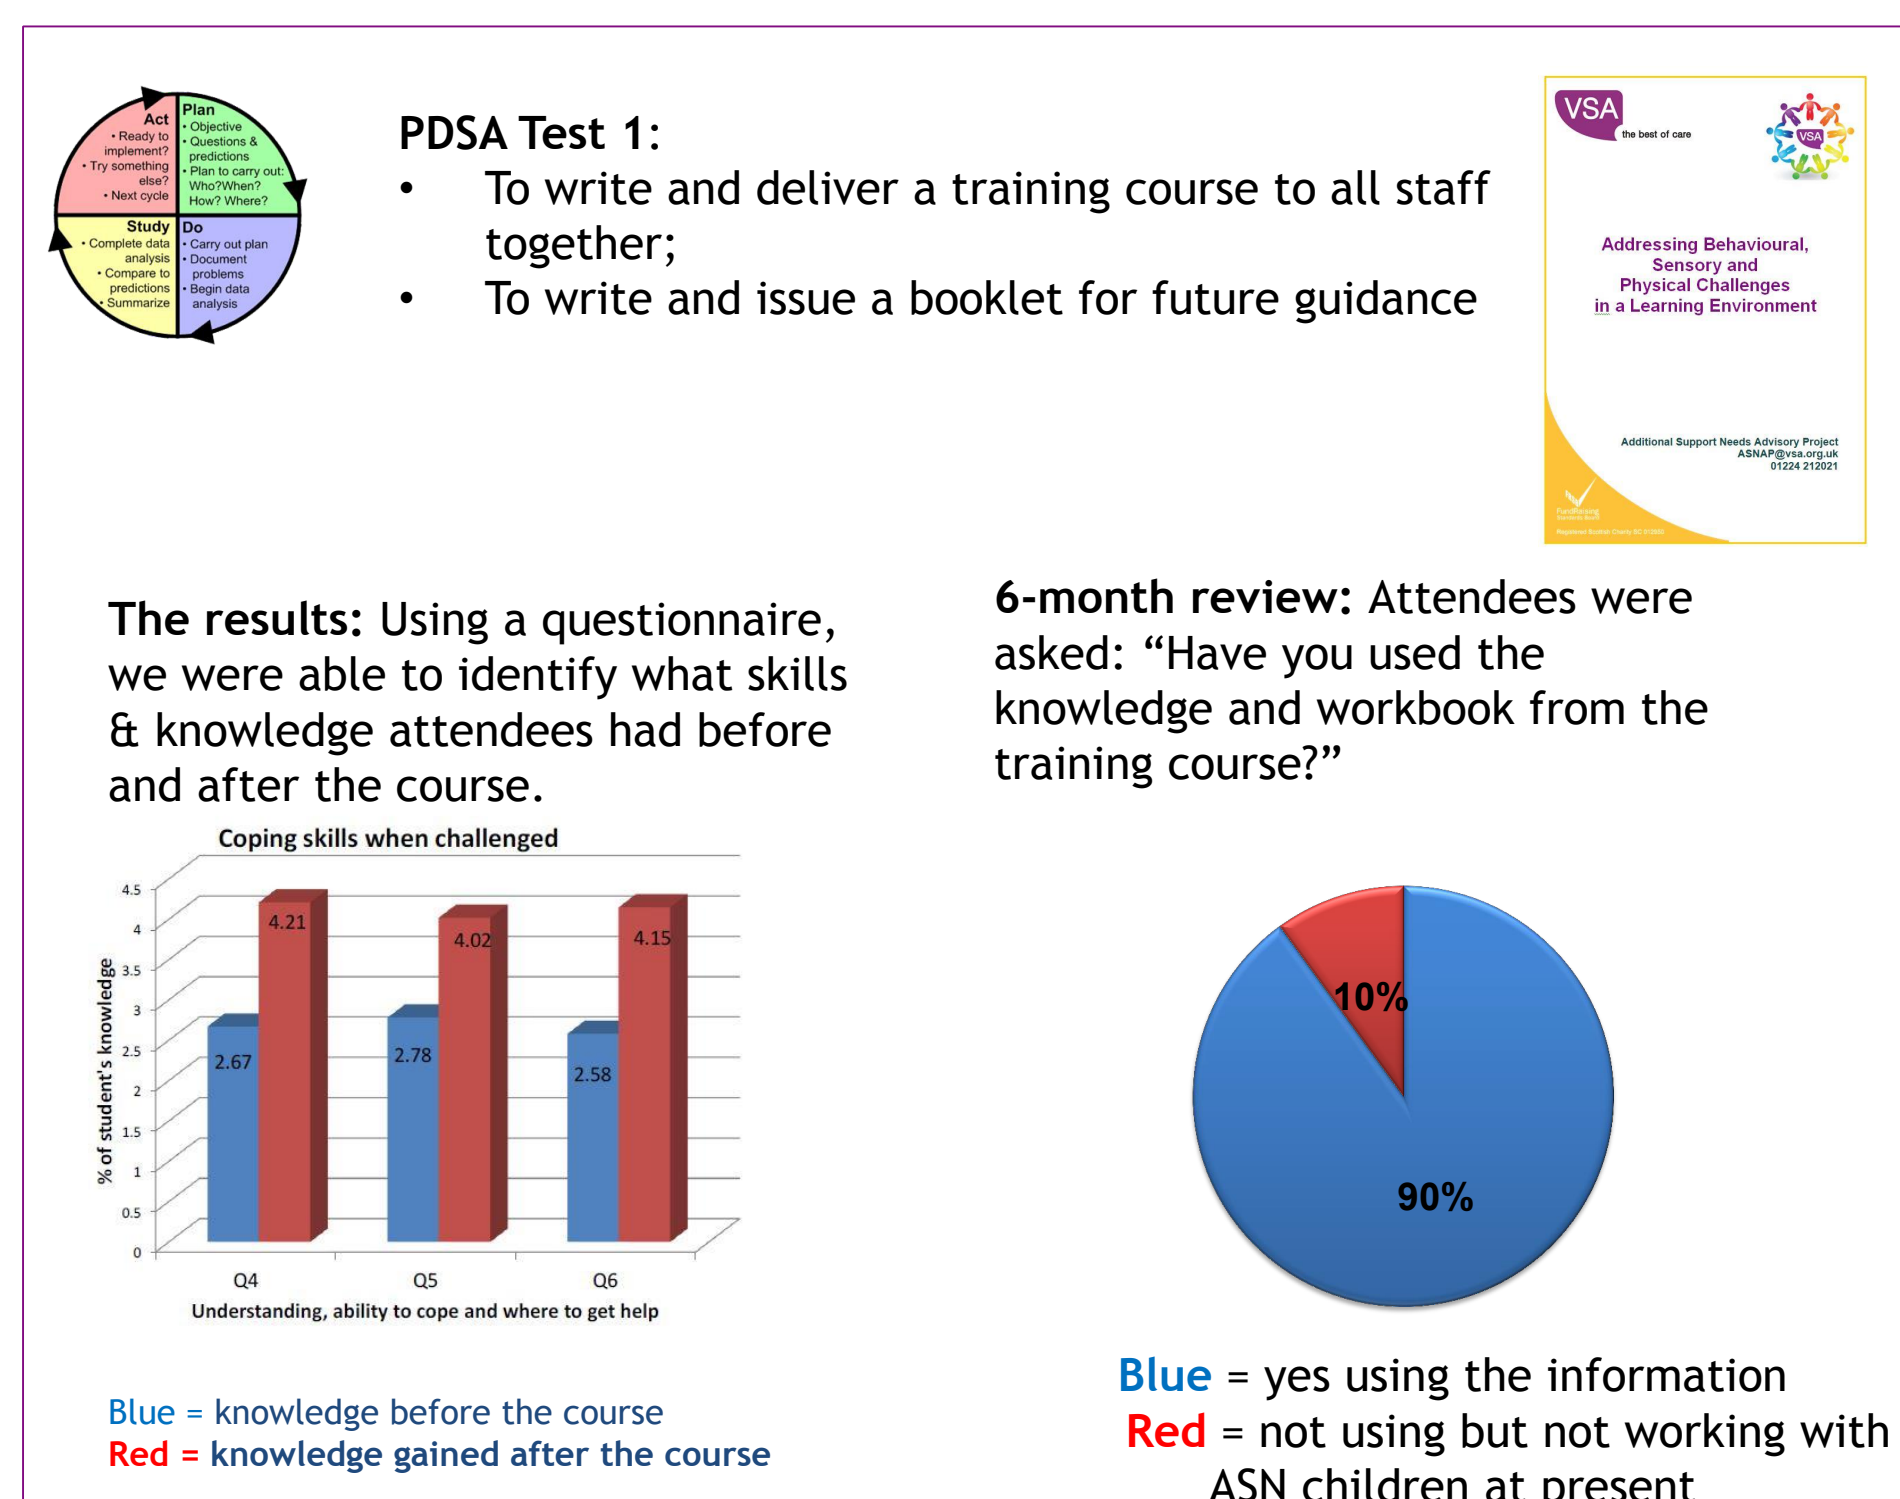 Act
• Ready to
implement?
• Try something
else?
• Next cycle
Plan
• Objective
• Questions &
predictions
• Plan to carry out:
Who?When?
How? Where?
Study
• Complete data
analysis
• Compare to
predictions
• Summarize
Do
• Carry out plan
• Document
problems
• Begin data
analysis
PDSA Test 1:
• To write and deliver a training course to all staff
together;
• To write and issue a booklet for future guidance
VSA
the best of care
VSA
Addressing Behavioural,
Sensory and
Physical Challenges
in a Learning Environment
Additional Support Needs Advisory Project
ASNAP@vsa.org.uk
01224 212021
FundRaising
Standards Board
Registered Scottish Charity SC 012950
The results: Using a questionnaire,
we were able to identify what skills
& knowledge attendees had before
and after the course.
Coping skills when challenged
% of student's knowledge
4.5
4
3.5
3
2.5
2
1.5
1
0.5
0
2.67
4.21
2.78
4.02
2.58
4.15
Q4
Q5
Q6
Understanding, ability to cope and where to get help
Blue = knowledge before the course
Red = knowledge gained after the course
6-month review: Attendees were
asked: “Have you used the
knowledge and workbook from the
training course?”
10%
90%
Blue = yes using the information
Red = not using but not working with
ASN children at present